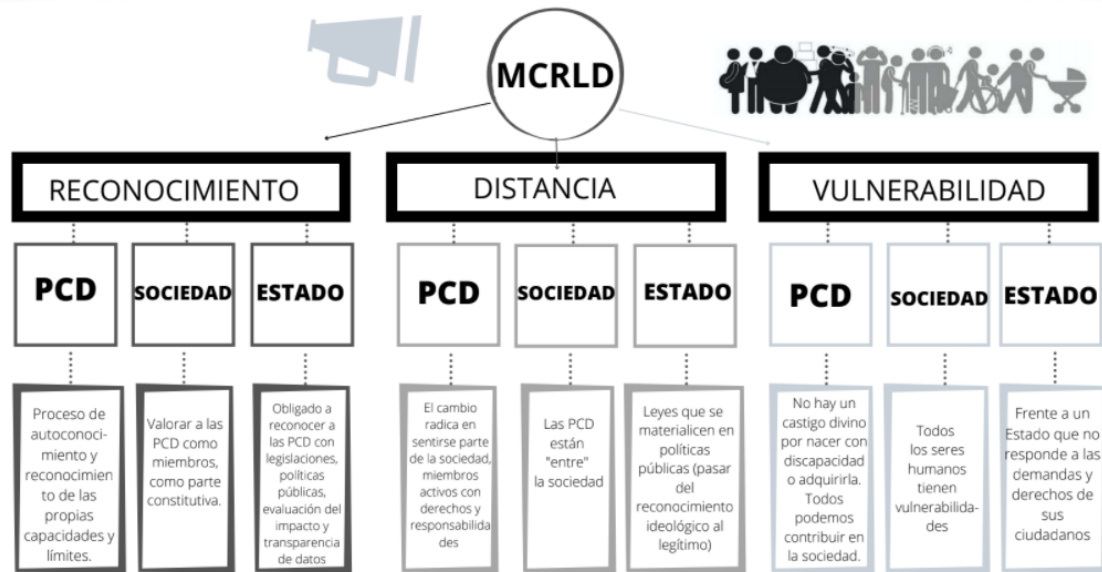 MCRLD
RECONOCIMIENTO
DISTANCIA
VULNERABILIDAD
PCD
SOCIEDAD
ESTADO
PCD
SOCIEDAD
ESTADO
PCD
SOCIEDAD
ESTADO
Proceso de
autoconoci-
miento y
reconocimien
to de las
propias
capacidades y
límites.
Valorar a las
PCD como
miembros,
como parte
constitutiva.
Obligado a
reconocer a
las PCD con
legislaciones,
políticas
públicas,
evaluación del
impacto y
transparencia
de datos
El cambio
radica en
sentirse parte
de la sociedad,
miembros
activos con
derechos y
responsabilida
des
Las PCD
están
"entre"
la sociedad
Leyes que se
materialicen en
políticas
públicas (pasar
del
reconocimiento
ideológico al
legítimo)
No hay un
castigo divino
por nacer con
discapacidad
o adquirirla.
Todos
podemos
contribuir en
la sociedad.
Todos
los seres
humanos
tienen
vulnerabilida-
des
Frente a un
Estado que no
responde a las
demandas y
derechos de
sus
ciudadanos